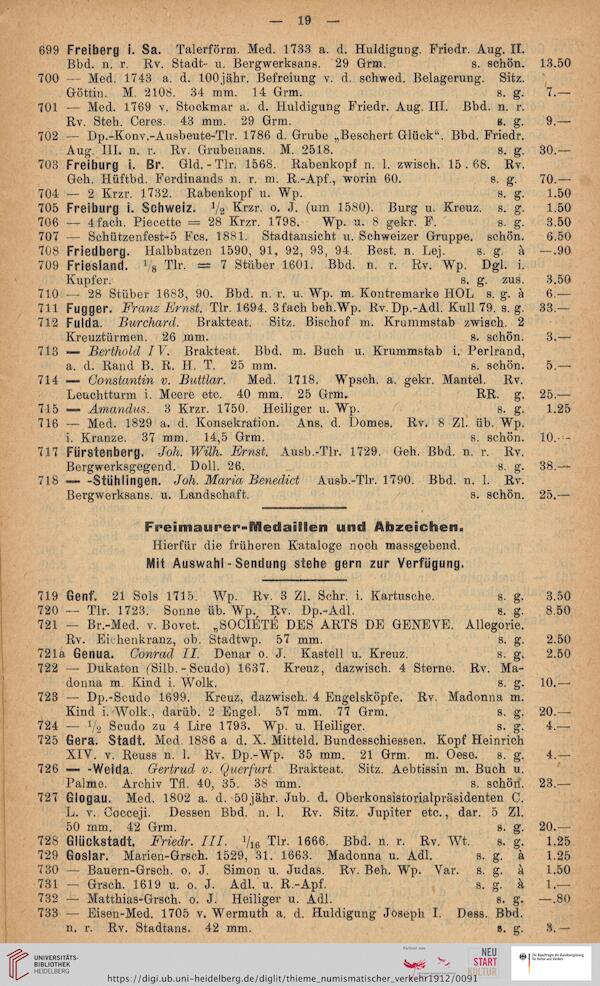 — 19 —
699 Freiberg i. Sa. Talerförm. Med. 1733 a. d. Huldigung. Friedr. Aug. II.
Bbd. n. r. Rv. Stadt- u. Bergwerksans. 29 Grm. s. schön. 13.50
700 — Med. 1743 a. d. 100jähr. Befreiung v. d. schwed. Belagerung. Sitz.
Göttin. M. 2108. 34 mm. 14 Grm. s. g. 7.—
701 — Med. 1769 v. Stockmar a. d. Huldigung Friedr. Aug. III. Bbd. n. r.
Rv. Steh. Ceres. 43 mm. 29 Grm. s. g. 9.—
702 — Dp.-Konv.-Ausbeute-Tlr. 1786 d. Grube „Beschert Glück“. Bbd. Friedr.
Aug. III. n. r. Rv. Grubenans. M. 2518. s. g. 30.—
703 Freiburg i. Br. Gld.-Tlr. 1568. Rabenkopf n. l. zwisch. 15.68. Rv.
Geh. Hüftbd. Ferdinands n. r. m. R.-Apf., worin 60. s. g. 70.—
704 — 2 Krzr. 1732. Rabenkopf u. Wp. s. g. 1.50
705 Freiburg i. Schweiz. 1/2 Krzr. o. J. (um 1580). Burg u. Kreuz. s. g. 1.50
706 — 4fach. Piecette = 28 Krzr. 1798. Wp. u. 8 gekr. F. s. g. 3.50
707 — Schützenfest-5 Fcs. 1881. Stadtansicht u. Schweizer Gruppe. schön. 6.50
708 Friedberg. Halbbatzen 1590, 91, 92, 93, 94. Best. n. Lej. s. g. à —.90
709 Friesland. 1/8 Tlr. = 7 Stüber 1601. Bbd. n. r. Rv. Wp. Dgl. i.
Kupfer. s. g. zus. 3.50
710 — 28 Stüber 1683, 90. Bbd. n. r. u. Wp. m. Kontremarke HOL s. g. à 6.—
711 Fugger. Franz Ernst. Tlr. 1694. 3fach beh. Wp. Rv. Dp.-Adl. Kull 79. s. g. 33.—
712 Fulda. Burchard. Brakteat. Sitz. Bischof m. Krummstab zwisch. 2
Kreuztürmen. 26 mm. s. schön. 3.—
713 — Berthold IV. Brakteat. Bbd. m. Buch u. Krummstab i. Perlrand,
a. d. Rand B. R. H. T. 25 mm. s. schön. 5.—
714 — Constantin v. Buttlar. Med. 1718. Wpsch. a. gekr. Mantel. Rv.
Leuchtturm i. Meere etc. 40 mm. 25 Grm. RR. g. 25.—
715 — Amandus. 3 Krzr. 1750. Heiliger u. Wp. s. g. 1.25
716 — Med. 1829 a. d. Konsekration. Ans. d. Domes. Rv. 8 Zl. üb. Wp.
i. Kranze. 37 mm. 14,5 Grm. s. schön. 10.—
717 Fürstenberg. Joh. Wilh. Ernst. Ausb.-Tlr. 1729. Geh. Bbd. n. r. Rv.
Bergwerksgegend. Doll. 26. s. g. 38.—
718 — -Stühlingen. Joh. Maria Benedict Ausb.-Tlr. 1790. Bbd. n. l. Rv.
Bergwerksans. u. Landschaft. s. schön. 25.—
Freimaurer-Medaillen und Abzeichen.
Hierfür die früheren Kataloge noch massgebend.
Mit Auswahl-Sendung stehe gern zur Verfügung.
719 Genf. 21 Sols 1715. Wp. Rv. 3 Zl. Schr. i. Kartusche. s. g. 3.50
720 — Tlr. 1723. Sonne üb. Wp. Rv. Dp.-Adl. s. g. 8.50
721 — Br.-Med. v. Bovet. „SOCIÉTÉ DES ARTS DE GENEVE. Allegorie.
Rv. Eichenkranz, ob. Stadtwp. 57 mm. s. g. 2.50
721a Genua. Conrad II. Denar o. J. Kastell u. Kreuz. s. g. 2.50
722 — Dukaton (Silb.-Scudo) 1637. Kreuz, dazwisch. 4 Sterne. Rv. Ma-
donna m. Kind i. Wolk. s. g. 10.—
723 — Dp.-Scudo 1699. Kreuz, dazwisch. 4 Engelsköpfe. Rv. Madonna m.
Kind i. Wolk., darüb. 2 Engel. 57 mm. 77 Grm. s. g. 20.—
724 — 1/2 Scudo zu 4 Lire 1793. Wp. u. Heiliger. s. g. 4.—
725 Gera. Stadt. Med. 1886 a d. X. Mitteld. Bundesschiessen. Kopf Heinrich
XIV. v. Reuss n. l. Rv. Dp.-Wp. 35 mm. 21 Grm. m. Oese. s. g. 4.—
726 — -Weida. Gertrud v. Querfurt. Brakteat. Sitz. Aebtissin m. Buch u.
Palme. Archiv Tfl. 40, 35. 38 mm. s. schön. 23.—
727 Glogau. Med. 1802 a. d. 50jähr. Jub. d. Oberkonsistorialpräsidenten C.
L. v. Cocceji. Dessen Bbd. n. l. Rv. Sitz. Jupiter etc., dar. 5 Zl.
50 mm. 42 Grm. s. g. 20.—
728 Glückstadt. Friedr. III. 1/16 Tlr. 1666. Bbd. n. r. Rv. Wt. s. g. 1.25
729 Goslar. Marien-Grsch. 1529, 31. 1663. Madonna u. Adl. s. g. à 1.25
730 — Bauern-Grsch. o. J. Simon u. Judas. Rv. Beh. Wp. Var. s. g. à 1.50
731 — Grsch. 1619 u. o. J. Adl. u. R.-Apf. s. g. à 1.—
732 — Matthias-Grsch. o. J. Heiliger u. Adl. s. g. —.80
733 — Eisen-Med. 1705 v. Wermuth a. d. Huldigung Joseph I. Dess. Bbd.
n. r. Rv. Stadtans. 42 mm. s. g. 3.—
UNIVERSITÄTS-
BIBLIOTHEK
HEIDELBERG
https://digi.ub.uni-heidelberg.de/diglit/thieme_numismatischer_verkehr1912/0091
Partner von
NEU
START
KULTUR
Die Beauftragte der Bundesregierung
für Kultur und Medien